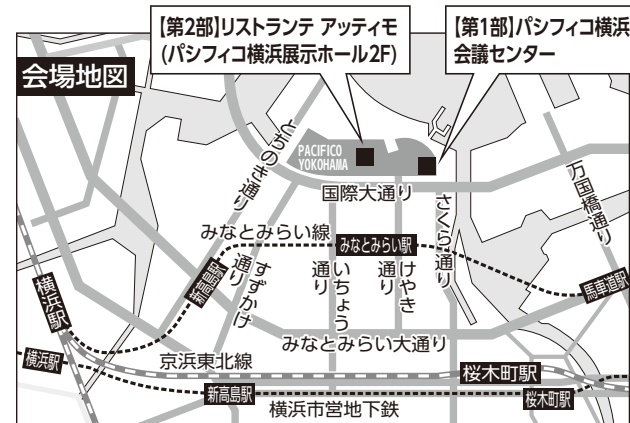 【第2部】リストランテ アッティモ
(パシフィコ横浜展示ホール2F)
【第1部】パシフィコ横浜
会議センター
会場地図
PACIFICO
YOKOHAMA
とちのき通り
国際大通り
さくら通り
万国橋通り
みなとみらい線
みなとみらい駅
新高島駅
すずかけ
通り
いちょう
通り
けやき
通り
馬車道駅
横浜駅
みなとみらい大通り
横浜駅
京浜東北線
桜木町駅
新高島駅
桜木町駅
横浜市営地下鉄